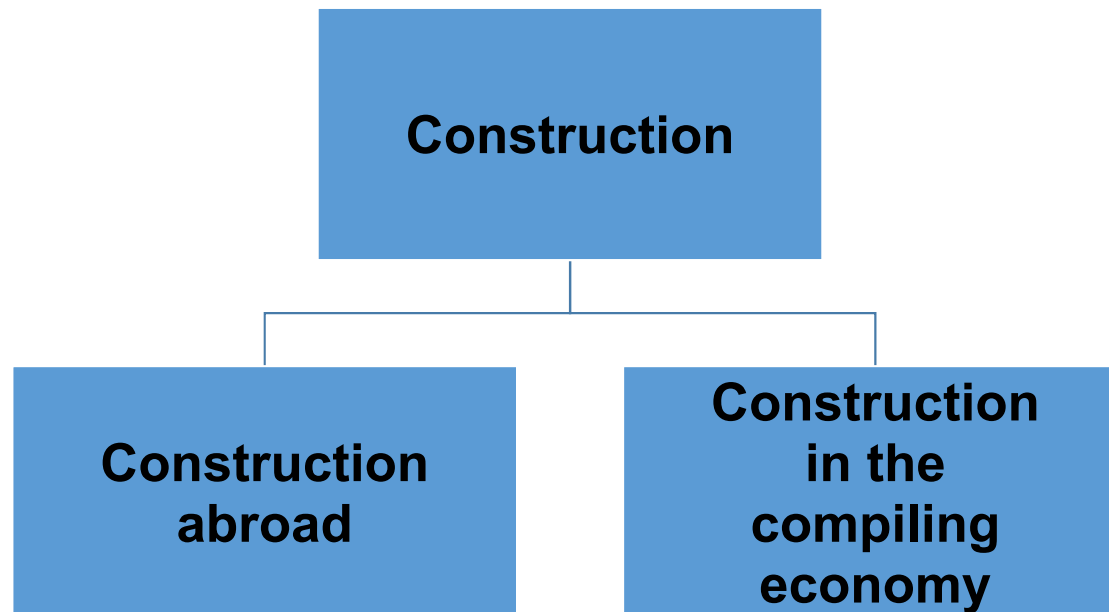 Construction
Construction
abroad
Construction
in the
compiling
economy